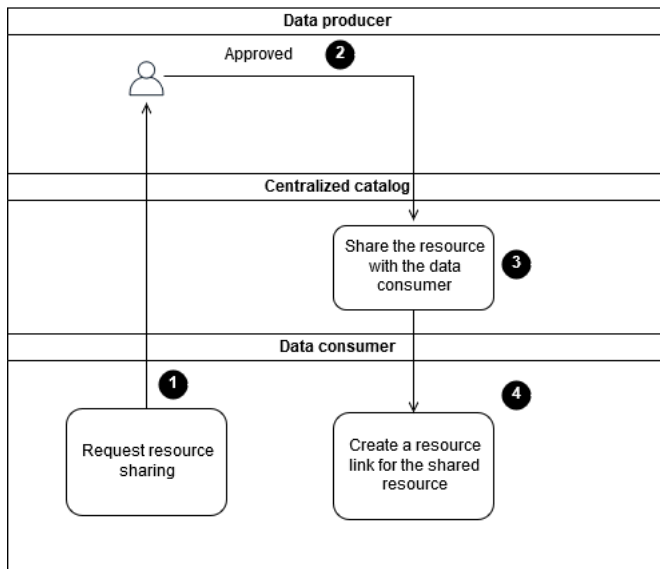 Data producer
Approved
2
Centralized catalog
Share the resource
with the data
consumer
3
Data consumer
1
Request resource
sharing
4
Create a resource
link for the shared
resource